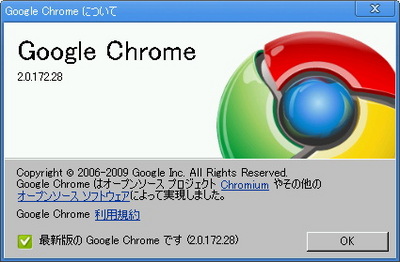 Google Chrome について
Google Chrome
2.0.172.28
Copyright © 2006-2009 Google Inc. All Rights Reserved.
Google Chrome はオープンソース プロジェクト Chromium やその他の
オープンソース ソフトウェアによって実現しました。
Google Chrome 利用規約
最新版の Google Chrome です (2.0.172.28)
OK